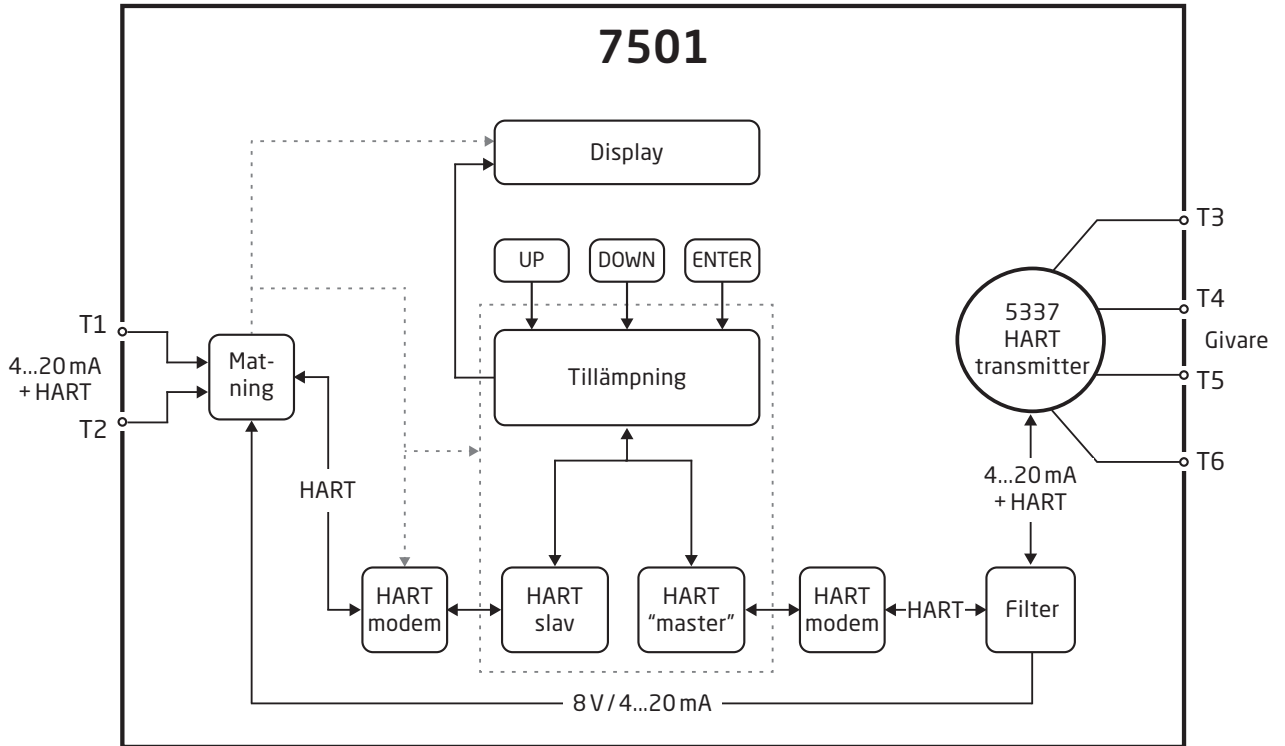 7501
Display
UP
DOWN
ENTER
T1
4...20 mA
+ HART
T2
Mat-
ning
Tillämpning
5337
HART
transmitter
T3
T4
Givare
T5
T6
HART
4...20 mA
+ HART
HART
modem
HART
slav
HART
“master”
HART
modem
HART
Filter
8 V / 4...20 mA